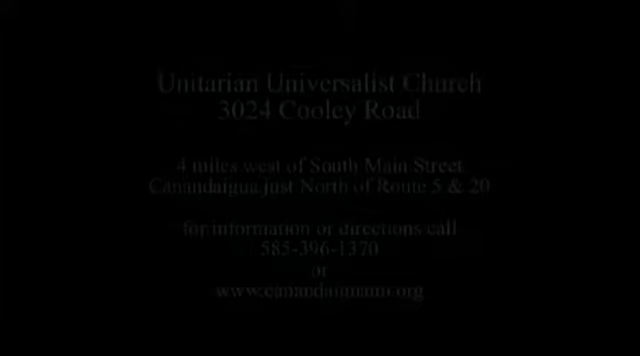 Unitarian Universalist Church
3024 Cooley Road
4 miles west of South Main Street
Canandaigua just North of Route 5 & 20
for information or directions call
585-396-1370
or